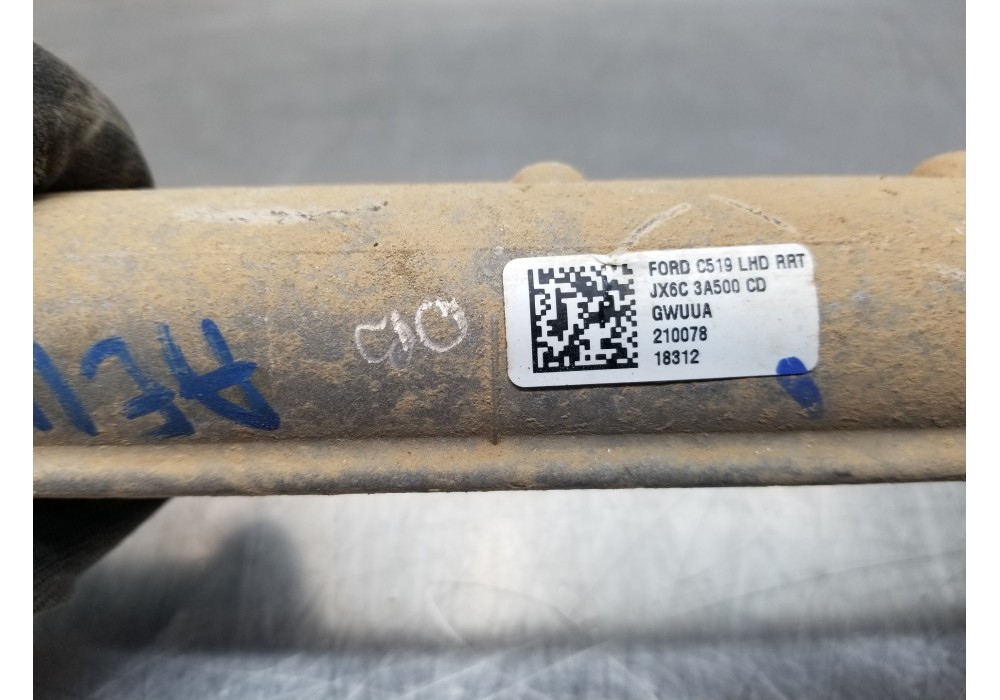 FORD C519 LHD RRT
JX6C 3A500 CD
GWUUA
210078
18312